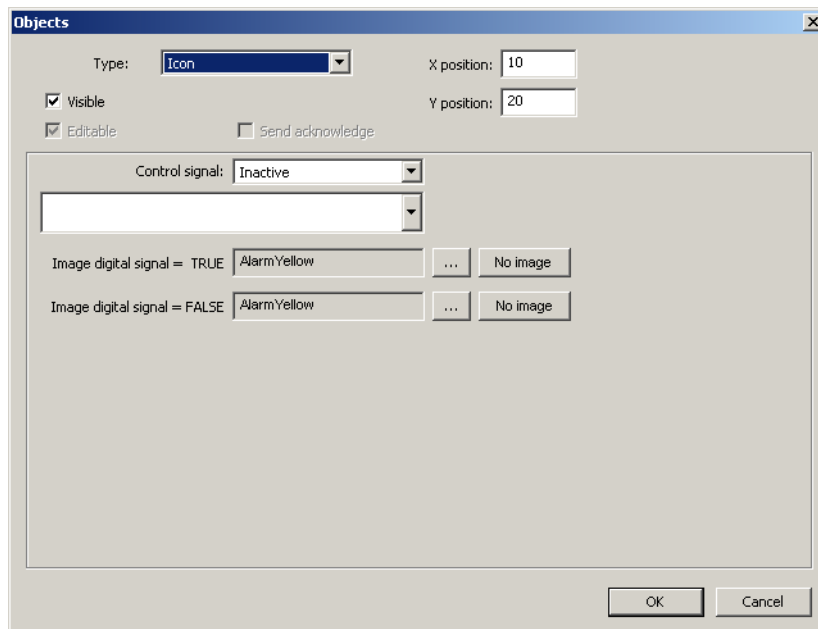 Objects
Type: Icon X position: 10
Visible Y position: 20
Editable Send acknowledge
Control signal: Inactive
Image digital signal = TRUE AlarmYellow ... No image
Image digital signal = FALSE AlarmYellow ... No image
OK Cancel